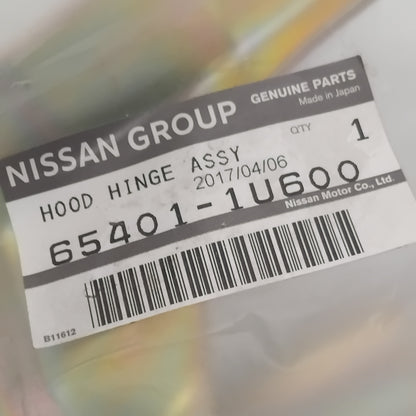 NISSAN GROUP GENUINE PARTS
Made in Japan
HOOD HINGE ASSY QTY 1
2017/04/06
65401-1U600
Nissan Motor Co., Ltd.
B11612